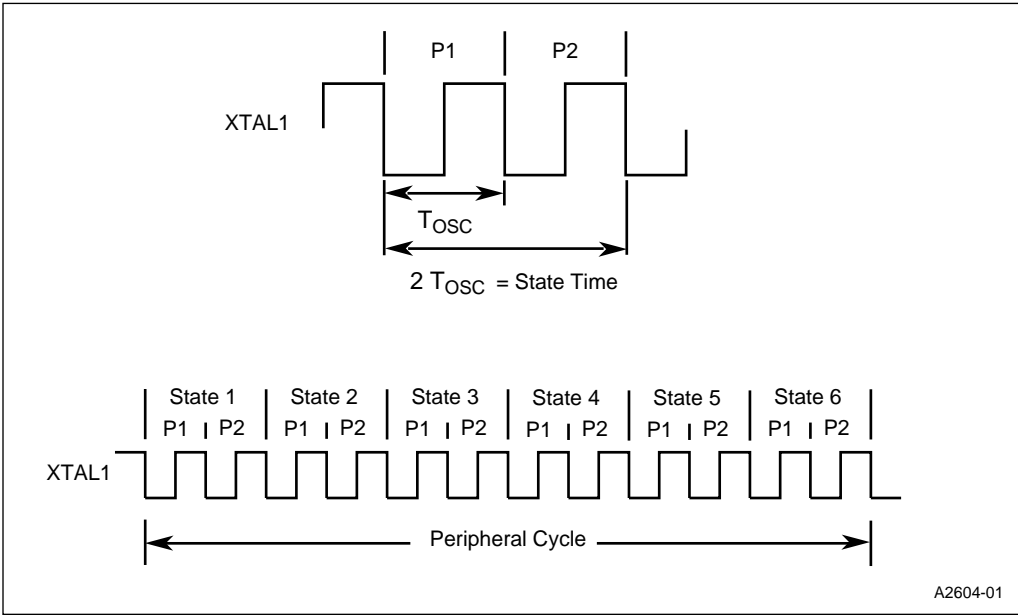 P1 P2
XTAL1
TOSC
2 TOSC = State Time
State 1 State 2 State 3 State 4 State 5 State 6
P1 P2 P1 P2 P1 P2 P1 P2 P1 P2 P1 P2
XTAL1
Peripheral Cycle
A2604-01